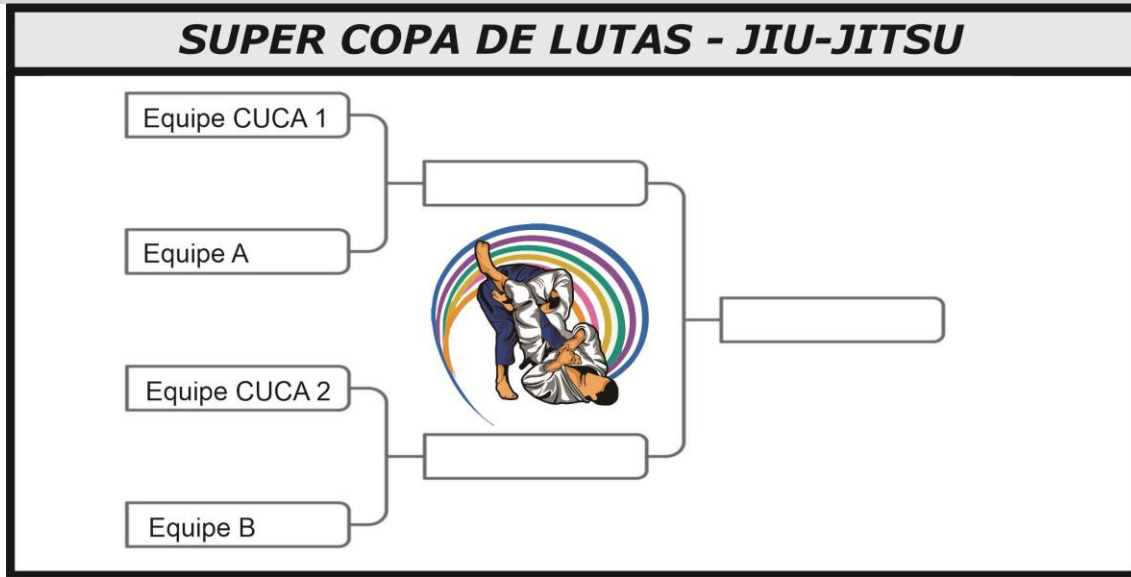 SUPER COPA DE LUTAS - JIU-JITSU
Equipe CUCA 1
Equipe A
Equipe CUCA 2
Equipe B